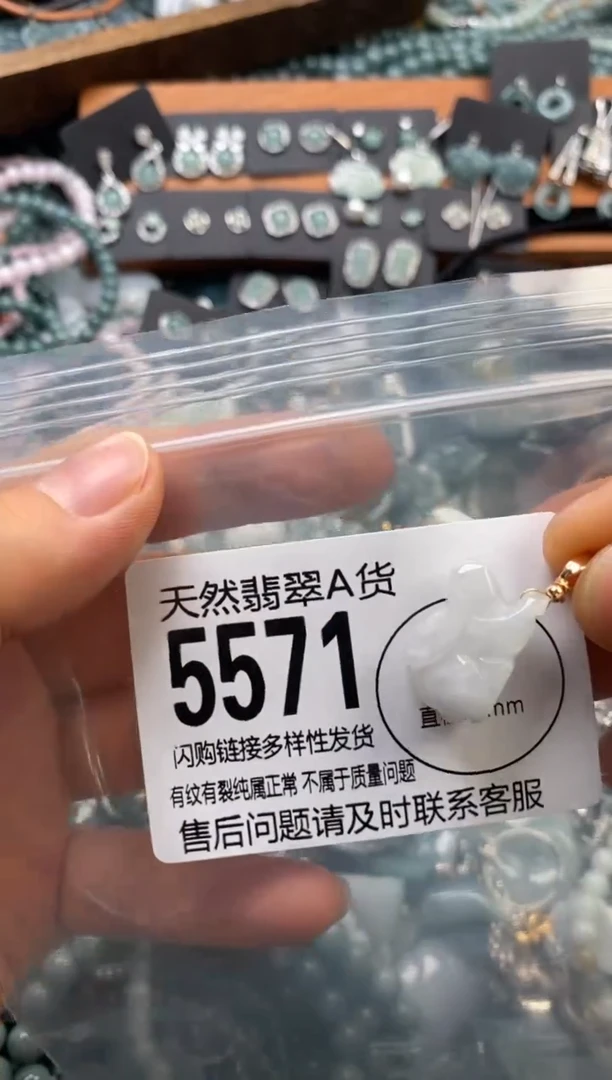 天然翡翠A货
5571
直 nm
闪购链接多样性发货
有纹有裂纯属正常 不属于质量问题
售后问题请及时联系客服